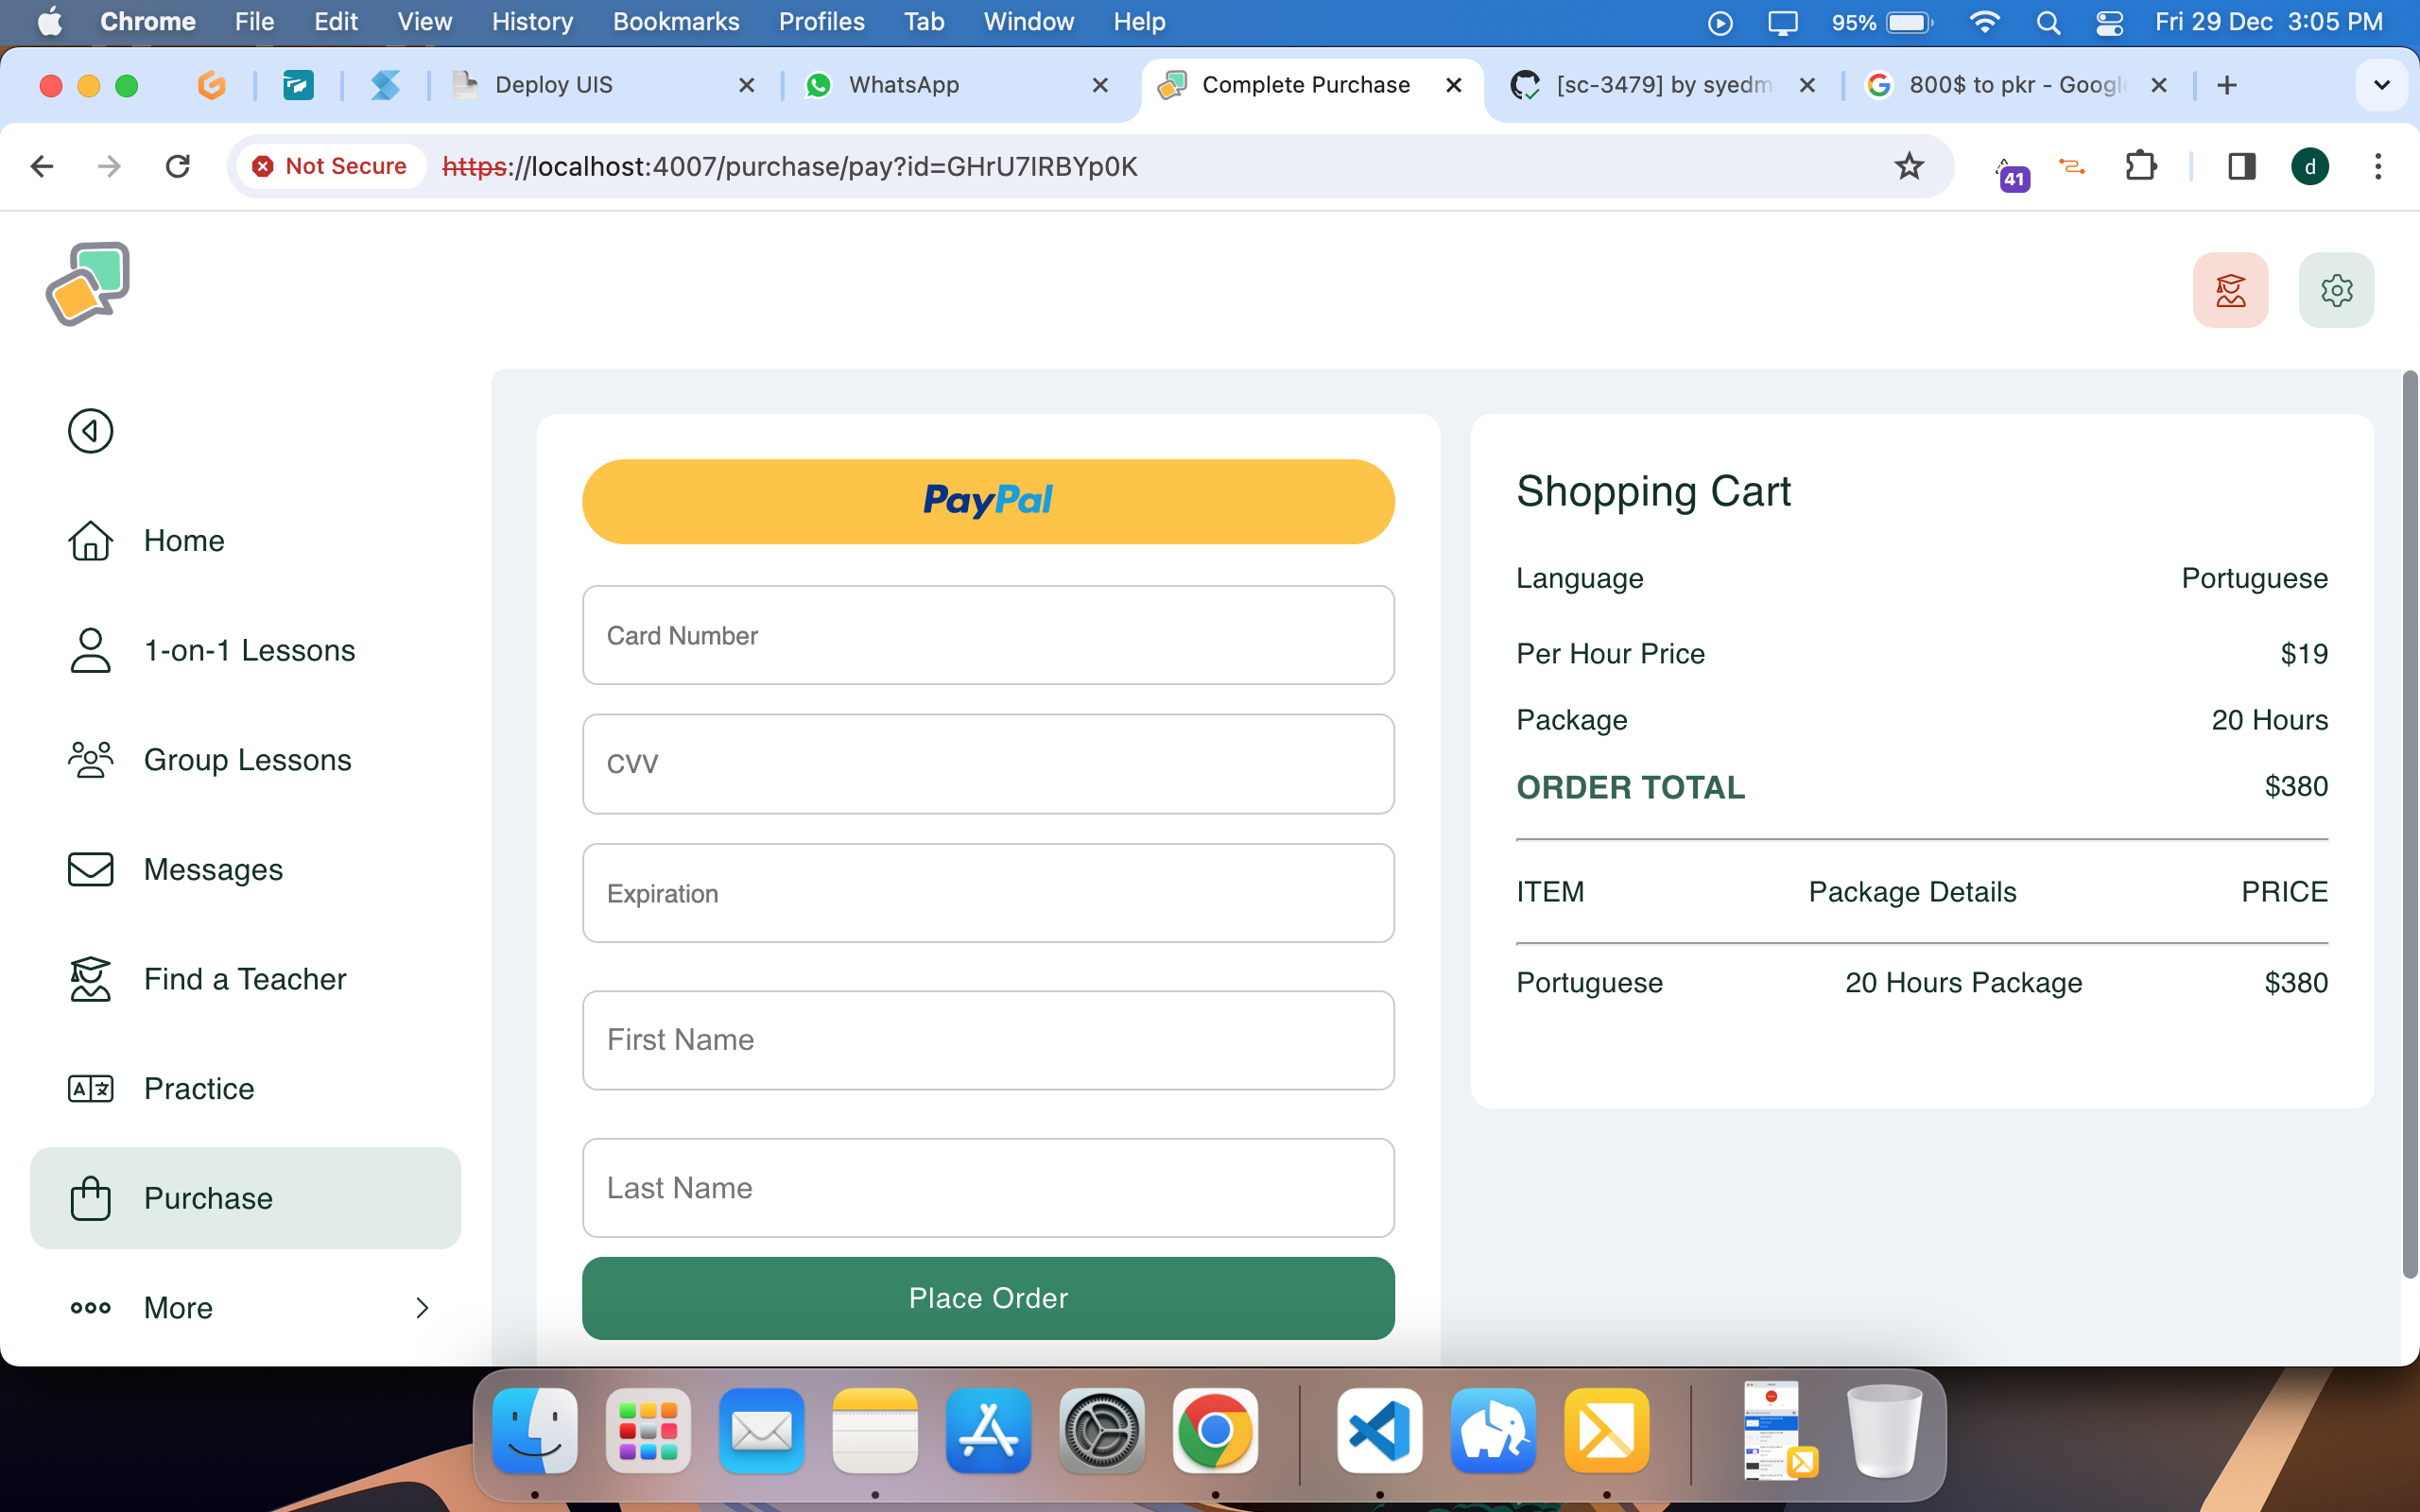 Chrome File Edit View History Bookmarks Profiles Tab Window Help 95% Fri 29 Dec 3:05 PM
Deploy UIS WhatsApp Complete Purchase [sc-3479] by syedm 800$ to pkr - Googl
Not Secure https://localhost:4007/purchase/pay?id=GHrU7IRBYp0K 41 d
Home
1-on-1 Lessons
Group Lessons
Messages
Find a Teacher
Practice
Purchase
More
PayPal
Card Number
CVV
Expiration
First Name
Last Name
Place Order
Shopping Cart
Language Portuguese
Per Hour Price $19
Package 20 Hours
ORDER TOTAL $380
ITEM Package Details PRICE
Portuguese 20 Hours Package $380